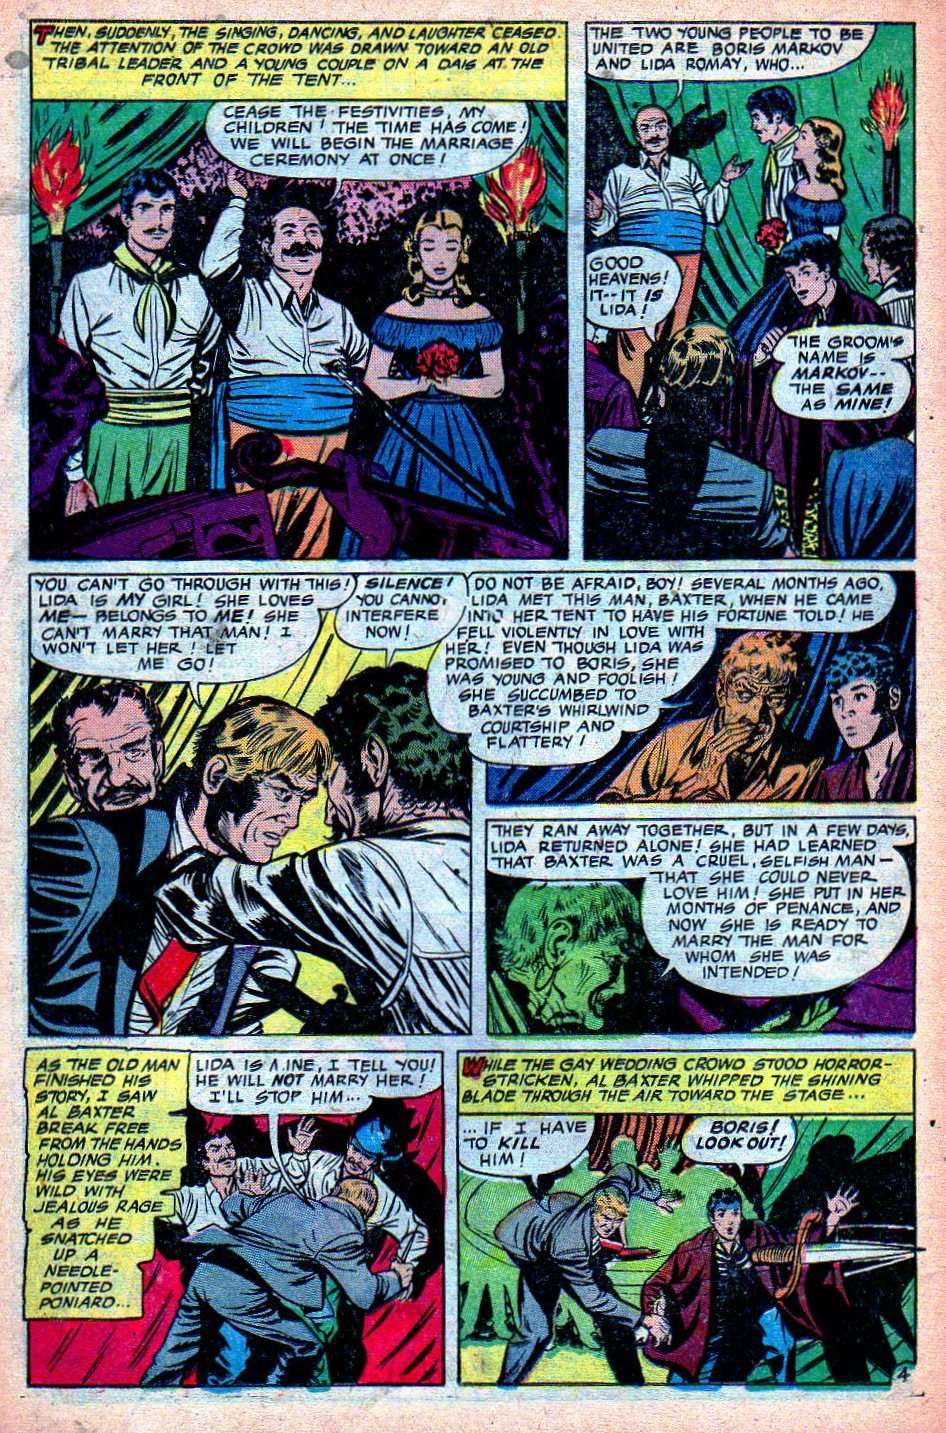 THEN, SUDDENLY, THE SINGING, DANCING, AND LAUGHTER CEASED.
THE ATTENTION OF THE CROWD WAS DRAWN TOWARD AN OLD
TRIBAL LEADER AND A YOUNG COUPLE ON A DAIS AT THE
FRONT OF THE TENT...
CEASE THE FESTIVITIES, MY
CHILDREN! THE TIME HAS COME!
WE WILL BEGIN THE MARRIAGE
CEREMONY AT ONCE!
THE TWO YOUNG PEOPLE TO BE
UNITED ARE BORIS MARKOV
AND LIDA ROMAY, WHO...
GOOD
HEAVENS!
IT--IT IS
LIDA!
THE GROOM'S
NAME IS
MARKOV--
THE SAME
AS MINE!
YOU CAN'T GO THROUGH WITH THIS!
LIDA IS MY GIRL! SHE LOVES
ME-- BELONGS TO ME! SHE
CAN'T MARRY THAT MAN! I
WON'T LET HER! LET
ME GO!
SILENCE!
YOU CANNO.
INTERFERE
NOW!
DO NOT BE AFRAID, BOY! SEVERAL MONTHS AGO,
LIDA MET THIS MAN, BAXTER, WHEN HE CAME
INTO HER TENT TO HAVE HIS FORTUNE TOLD! HE
FELL VIOLENTLY IN LOVE WITH
HER! EVEN THOUGH LIDA WAS
PROMISED TO BORIS, SHE
WAS YOUNG AND FOOLISH!
SHE SUCCUMBED TO
BAXTER'S WHIRLWIND
COURTSHIP AND
FLATTERY!
THEY RAN AWAY TOGETHER, BUT IN A FEW DAYS,
LIDA RETURNED ALONE! SHE HAD LEARNED
THAT BAXTER WAS A CRUEL, SELFISH MAN--
THAT SHE COULD NEVER
LOVE HIM! SHE PUT IN HER
MONTHS OF PENANCE, AND
NOW SHE IS READY TO
MARRY THE MAN FOR
WHOM SHE WAS
INTENDED!
AS THE OLD MAN
FINISHED HIS
STORY, I SAW
AL BAXTER
BREAK FREE
FROM THE HANDS
HOLDING HIM.
HIS EYES WERE
WILD WITH
JEALOUS RAGE
AS HE
SNATCHED
UP A
NEEDLE-
POINTED
PONIARD...
LIDA IS MINE, I TELL YOU!
HE WILL NOT MARRY HER!
I'LL STOP HIM...
WHILE THE GAY WEDDING CROWD STOOD HORROR-
STRICKEN, AL BAXTER WHIPPED THE SHINING
BLADE THROUGH THE AIR TOWARD THE STAGE...
...IF I HAVE
TO KILL
HIM!
BORIS!
LOOK OUT!
4